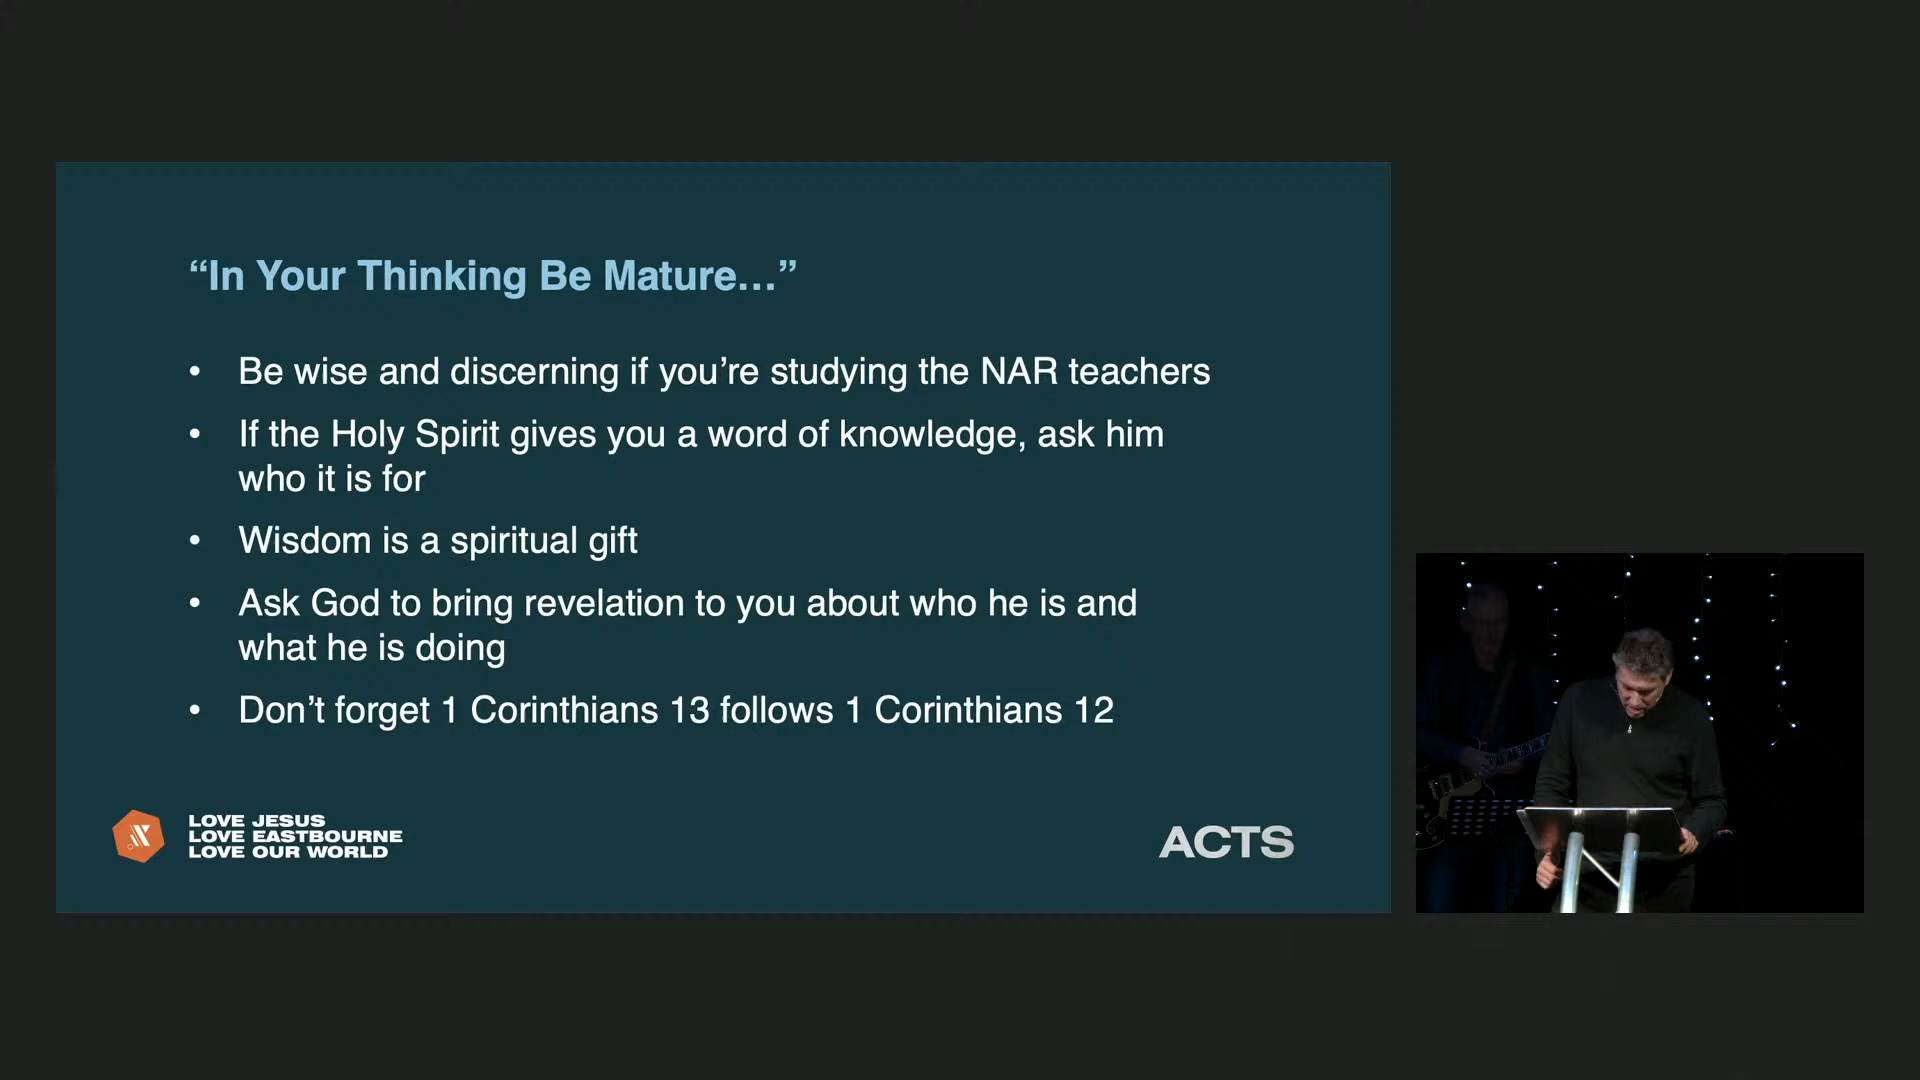 “In Your Thinking Be Mature…”
• Be wise and discerning if you’re studying the NAR teachers
• If the Holy Spirit gives you a word of knowledge, ask him
who it is for
• Wisdom is a spiritual gift
• Ask God to bring revelation to you about who he is and
what he is doing
• Don’t forget 1 Corinthians 13 follows 1 Corinthians 12
LOVE JESUS
LOVE EASTBOURNE
LOVE OUR WORLD
ACTS